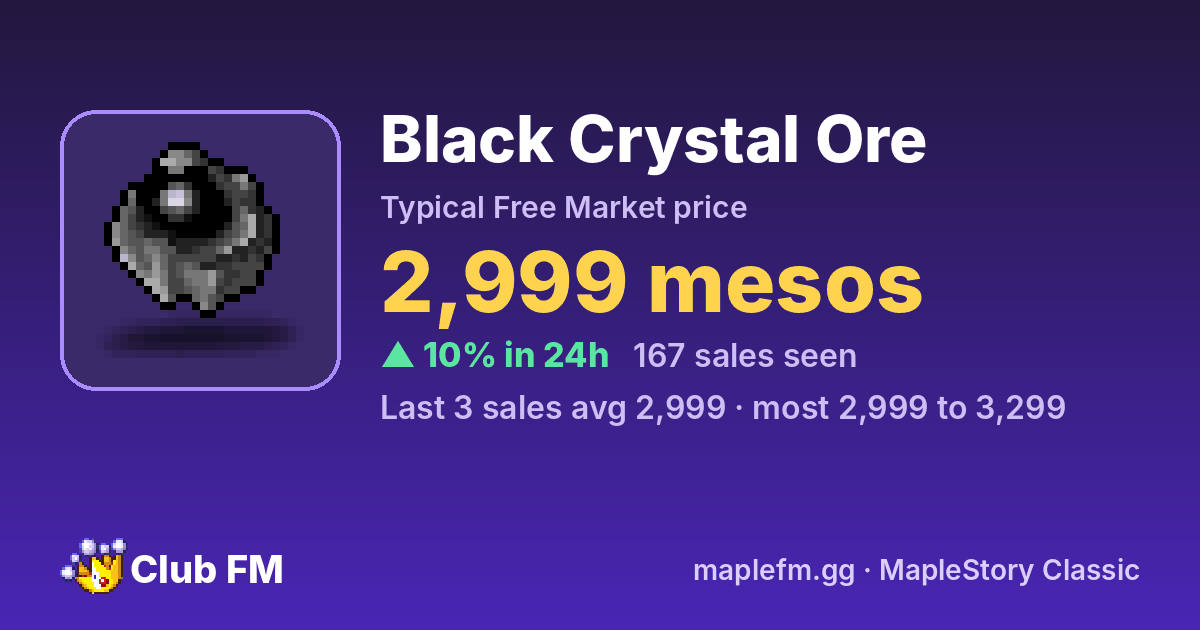 Black Crystal Ore
Typical Free Market price
2,999 mesos
▲ 10% in 24h 167 sales seen
Last 3 sales avg 2,999 · most 2,999 to 3,299
Club FM
maplefm.gg · MapleStory Classic